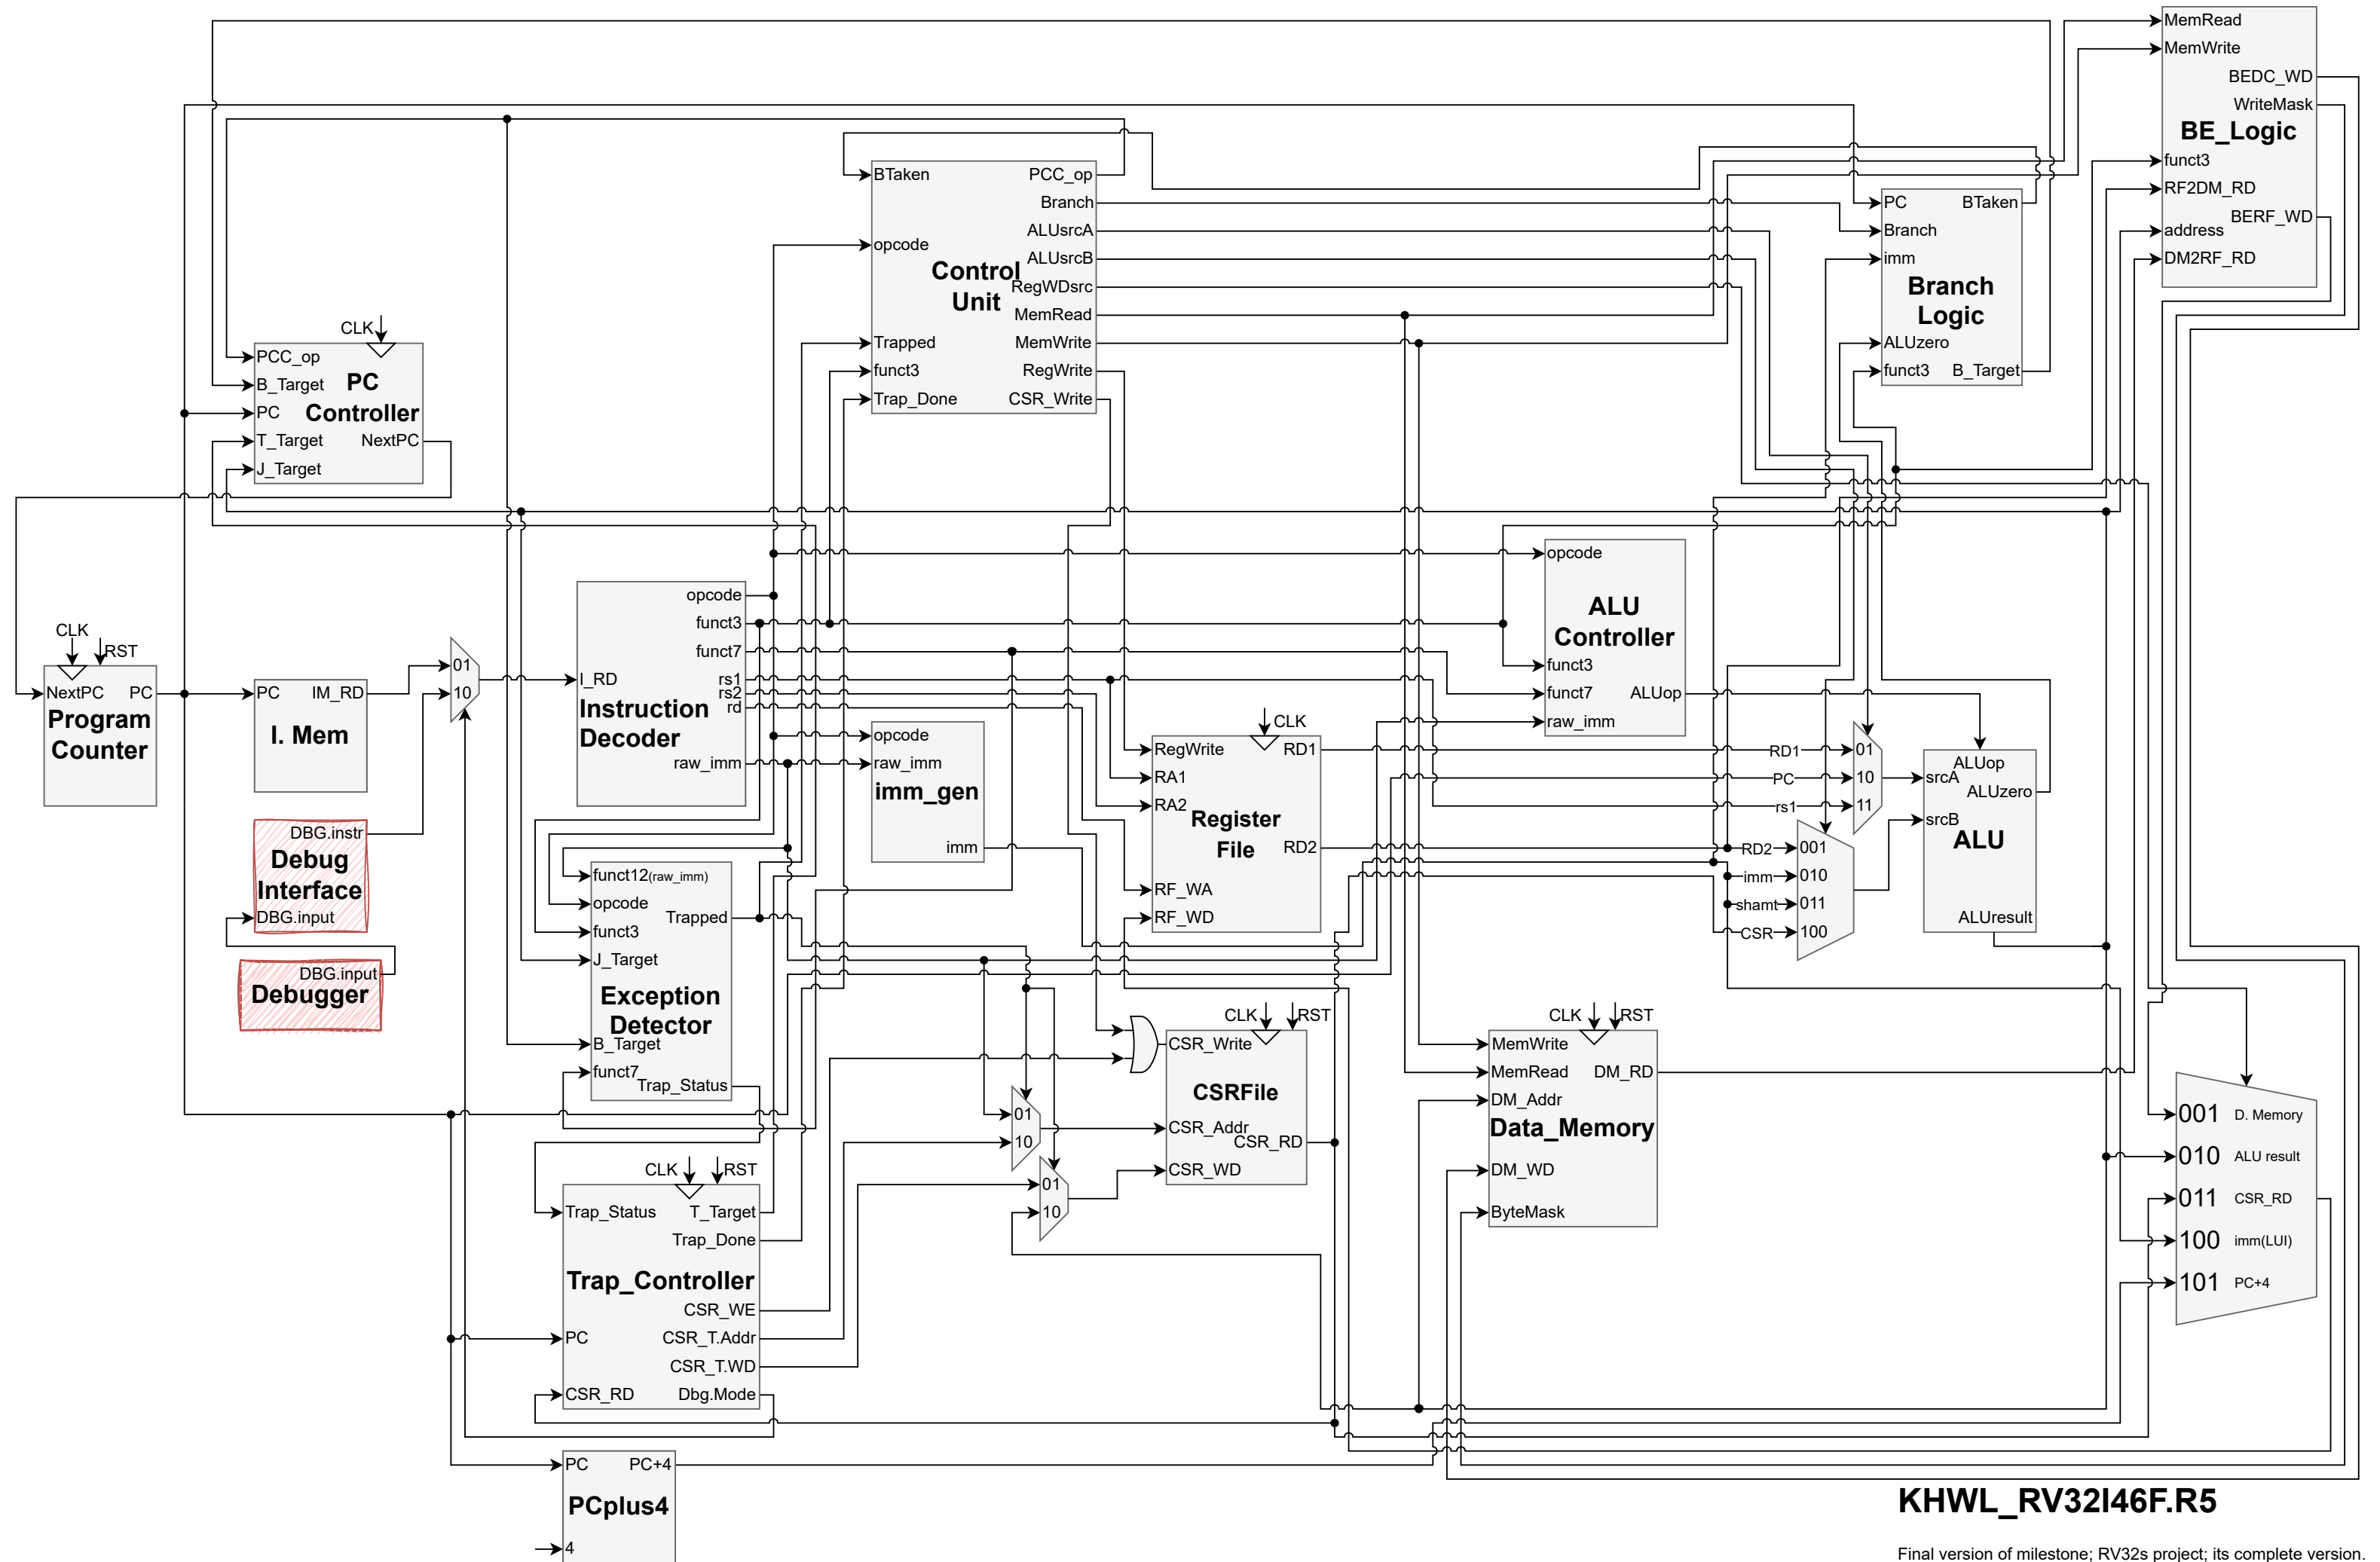 MemRead
MemWrite
BEDC_WD
WriteMask
BE_Logic
funct3
RF2DM_RD
BERF_WD
address
DM2RF_RD
BTaken
PCC_op
Branch
ALUsrcA
opcode
ALUsrcB
Control
Unit
RegWDsrc
MemRead
Trapped
MemWrite
funct3
RegWrite
Trap_Done
CSR_Write
PC
BTaken
Branch
imm
Branch
Logic
ALUzero
funct3
B_Target
CLK
PCC_op
B_Target
PC
Controller
PC
T_Target
NextPC
J_Target
CLK
RST
NextPC
PC
Program
Counter
PC
IM_RD
I. Mem
01
10
opcode
funct3
funct7
I_RD
rs1
rs2
rd
Instruction
Decoder
raw_imm
opcode
raw_imm
imm_gen
imm
opcode
ALU
Controller
funct3
funct7
ALUop
raw_imm
CLK
RegWrite
RD1
RA1
RA2
Register
File
RD2
RF_WA
RF_WD
RD1
01
PC
10
rs1
11
RD2
001
imm
010
shamt
011
CSR
100
ALUop
srcA
ALUzero
srcB
ALU
ALUresult
DBG.instr
Debug
Interface
DBG.input
DBG.input
Debugger
funct12(raw_imm)
opcode
Trapped
funct3
J_Target
Exception
Detector
B_Target
funct7
Trap_Status
CLK
RST
CSR_Write
CSRFile
CSR_Addr
CSR_RD
CSR_WD
01
10
01
10
CLK
RST
MemWrite
MemRead
DM_RD
DM_Addr
Data_Memory
DM_WD
ByteMask
001 D. Memory
010 ALU result
011 CSR_RD
100 imm(LUI)
101 PC+4
CLK
RST
Trap_Status
T_Target
Trap_Done
Trap_Controller
CSR_WE
PC
CSR_T.Addr
CSR_T.WD
CSR_RD
Dbg.Mode
PC
PC+4
PCplus4
4
KHWL_RV32I46F.R5
Final version of milestone; RV32s project; its complete version.